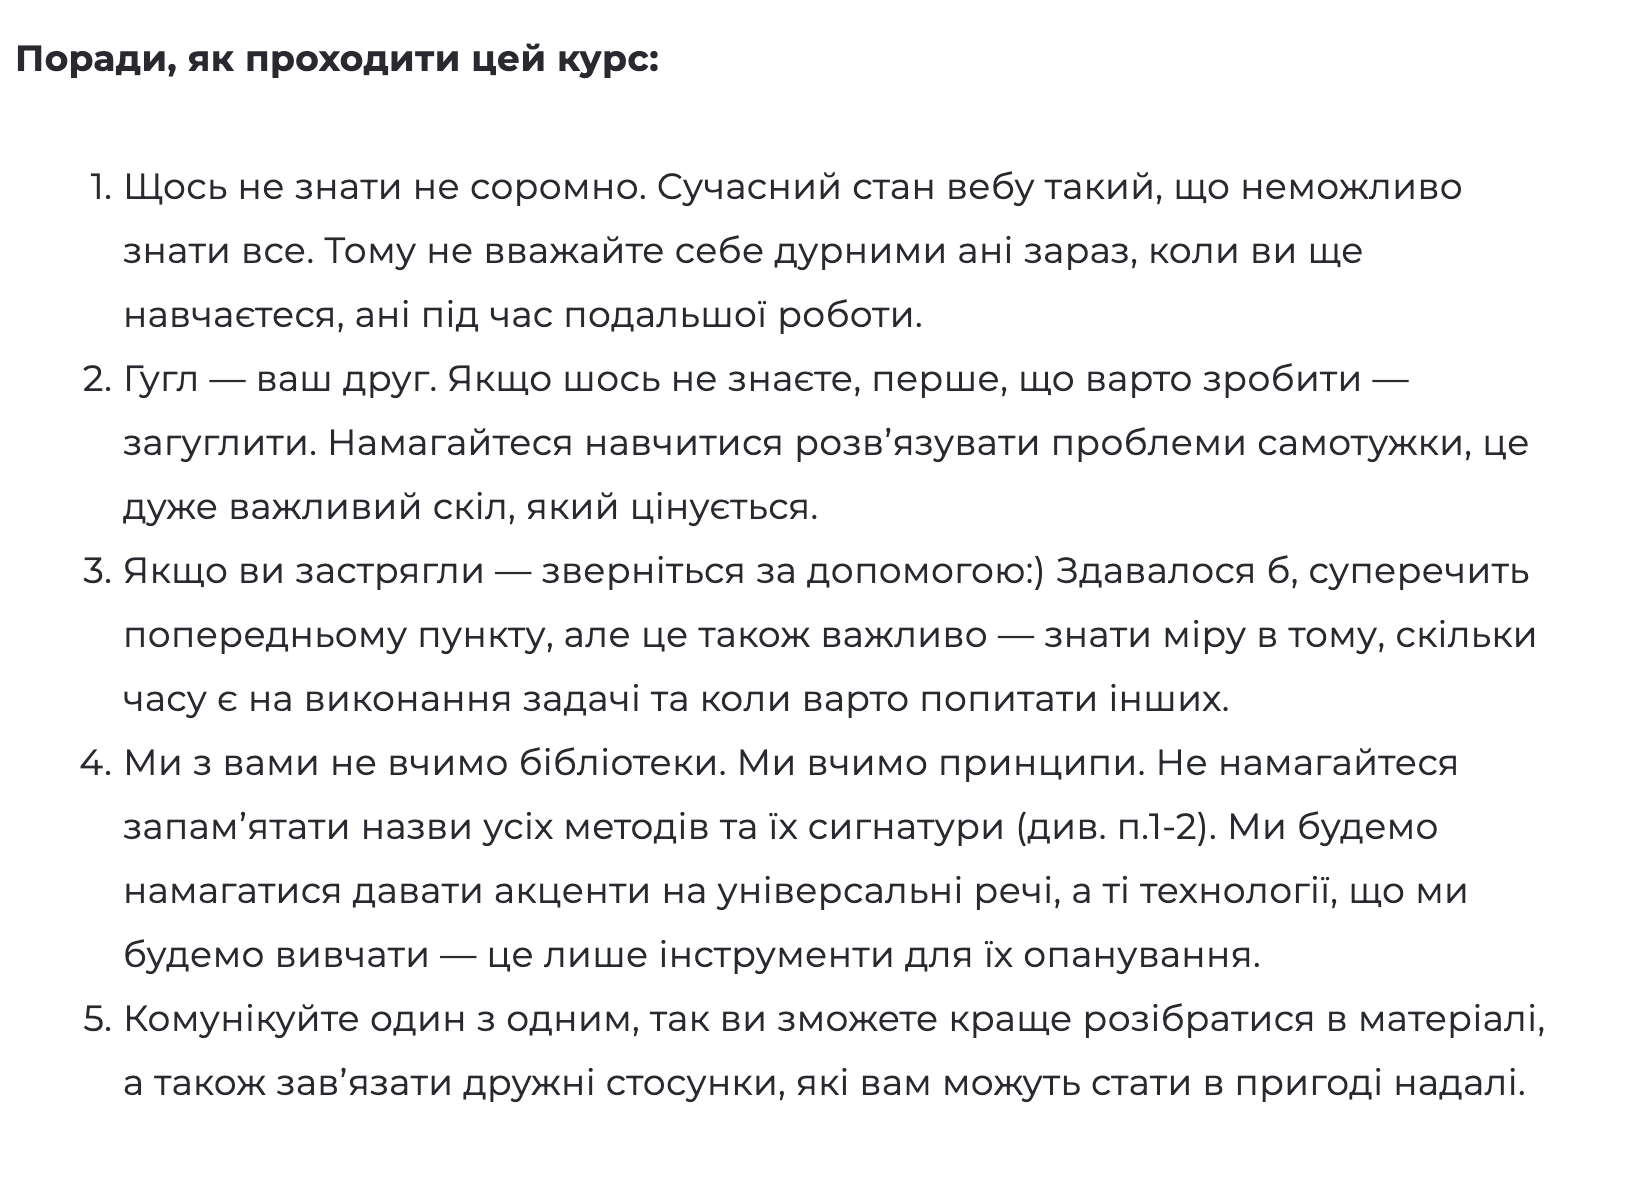 Поради, як проходити цей курс:
1. Щось не знати не соромно. Сучасний стан вебу такий, що неможливо
знати все. Тому не вважайте себе дурними ані зараз, коли ви ще
навчаєтеся, ані під час подальшої роботи.
2. Гугл — ваш друг. Якщо шось не знаєте, перше, що варто зробити —
загуглити. Намагайтеся навчитися розв’язувати проблеми самотужки, це
дуже важливий скіл, який цінується.
3. Якщо ви застрягли — зверніться за допомогою:) Здавалося б, суперечить
попередньому пункту, але це також важливо — знати міру в тому, скільки
часу є на виконання задачі та коли варто попитати інших.
4. Ми з вами не вчимо бібліотеки. Ми вчимо принципи. Не намагайтеся
запам’ятати назви усіх методів та їх сигнатури (див. п.1-2). Ми будемо
намагатися давати акценти на універсальні речі, а ті технології, що ми
будемо вивчати — це лише інструменти для їх опанування.
5. Комунікуйте один з одним, так ви зможете краще розібратися в матеріалі,
а також зав’язати дружні стосунки, які вам можуть стати в пригоді надалі.